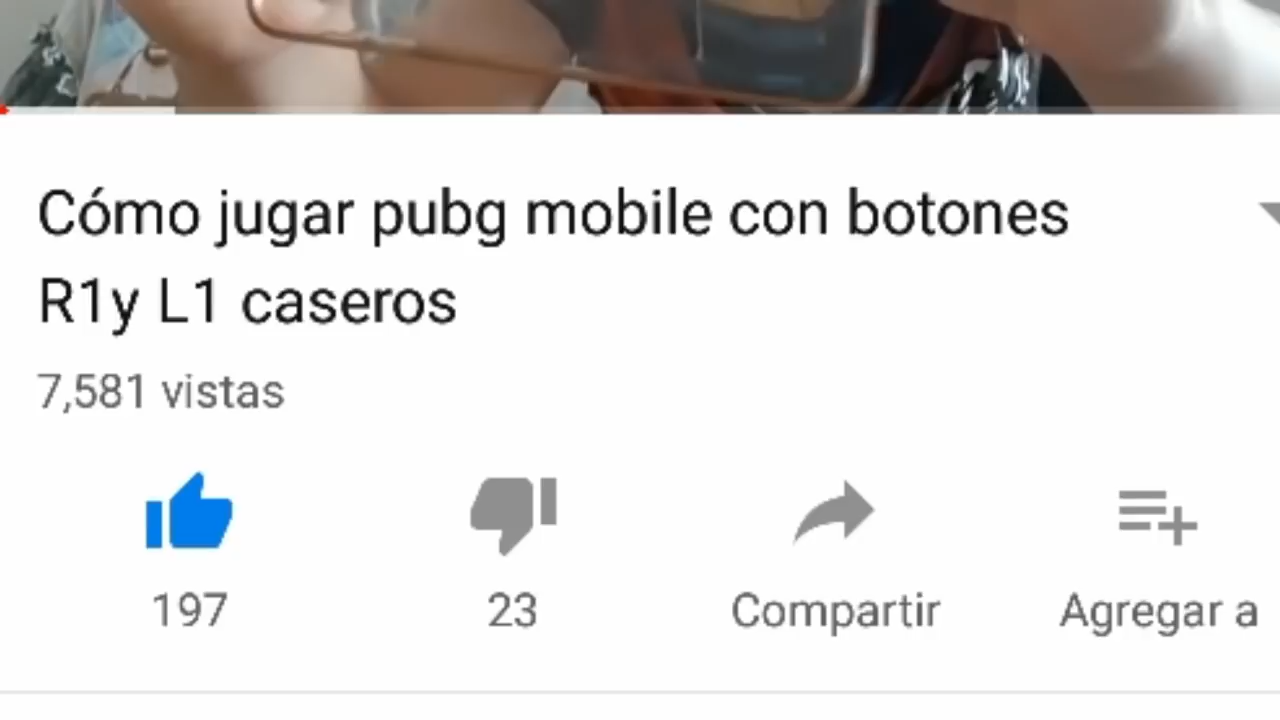 Cómo jugar pubg mobile con botones
R1y L1 caseros
7,581 vistas
197
23
Compartir
Agregar a